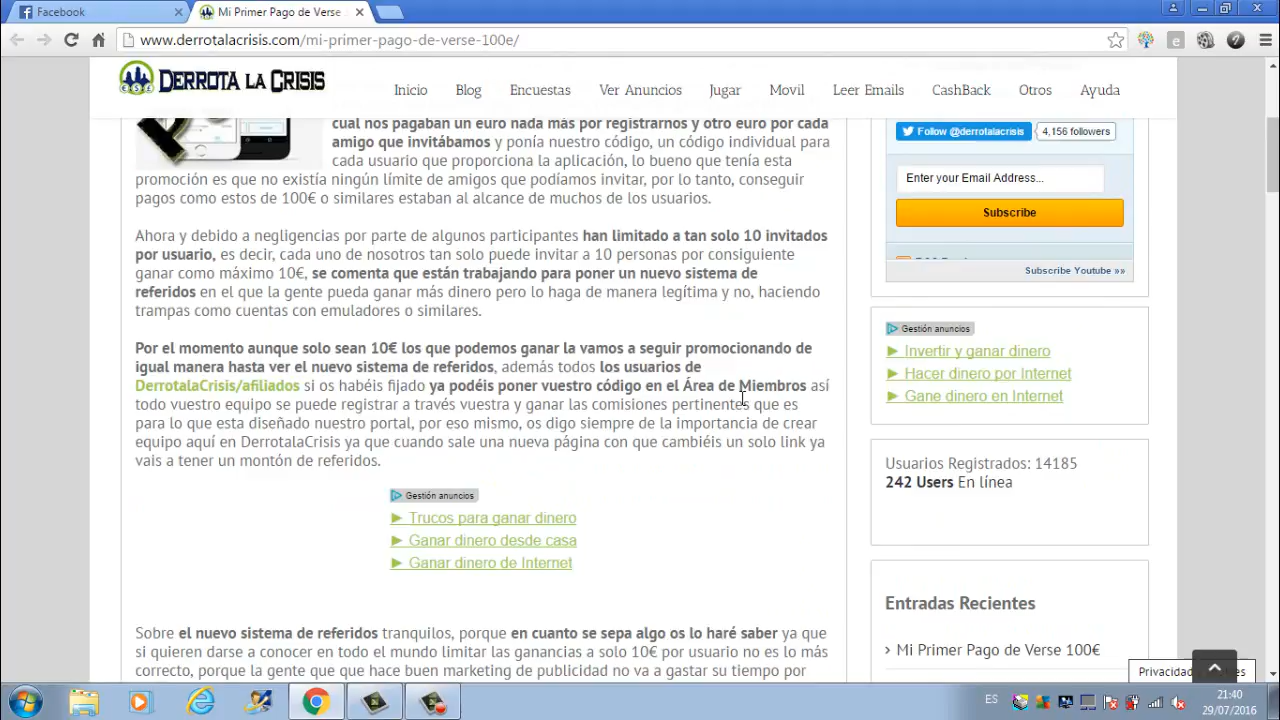 Facebook
Mi Primer Pago de Verse
www.derrotalacrisis.com/mi-primer-pago-de-verse-100e/
DERROTA LA CRISIS
Inicio Blog Encuestas Ver Anuncios Jugar Movil Leer Emails CashBack Otros Ayuda
cual nos pagaban un euro nada más por registrarnos y otro euro por cada
amigo que invitábamos y ponía nuestro código, un código individual para
cada usuario que proporciona la aplicación, lo bueno que tenía esta
promoción es que no existía ningún límite de amigos que podíamos invitar, por lo tanto, conseguir
pagos como estos de 100€ o similares estaban al alcance de muchos de los usuarios.
Ahora y debido a negligencias por parte de algunos participantes han limitado a tan solo 10 invitados
por usuario, es decir, cada uno de nosotros tan solo puede invitar a 10 personas por consiguiente
ganar como máximo 10€, se comenta que están trabajando para poner un nuevo sistema de
referidos en el que la gente pueda ganar más dinero pero lo haga de manera legítima y no, haciendo
trampas como cuentas con emuladores o similares.
Por el momento aunque solo sean 10€ los que podemos ganar la vamos a seguir promocionando de
igual manera hasta ver el nuevo sistema de referidos, además todos los usuarios de
DerrotalaCrisis/afiliados si os habéis fijado ya podéis poner vuestro código en el Área de Miembros así
todo vuestro equipo se puede registrar a través vuestra y ganar las comisiones pertinentes que es
para lo que esta diseñado nuestro portal, por eso mismo, os digo siempre de la importancia de crear
equipo aquí en DerrotalaCrisis ya que cuando sale una nueva página con que cambiéis un solo link ya
vais a tener un montón de referidos.
Gestión anuncios
► Trucos para ganar dinero
► Ganar dinero desde casa
► Ganar dinero de Internet
Sobre el nuevo sistema de referidos tranquilos, porque en cuanto se sepa algo os lo haré saber ya que
si quieren darse a conocer en todo el mundo limitar las ganancias a solo 10€ por usuario no es lo más
correcto, porque la gente que que hace buen marketing de publicidad no va a gastar su tiempo por
Follow @derrotalacrisis 4,156 followers
Enter your Email Address...
Subscribe
Subscribe Youtube »»
Gestión anuncios
► Invertir y ganar dinero
► Hacer dinero por Internet
► Gane dinero en Internet
Usuarios Registrados: 14185
242 Users En línea
Entradas Recientes
› Mi Primer Pago de Verse 100€
ES
21:40
29/07/2016